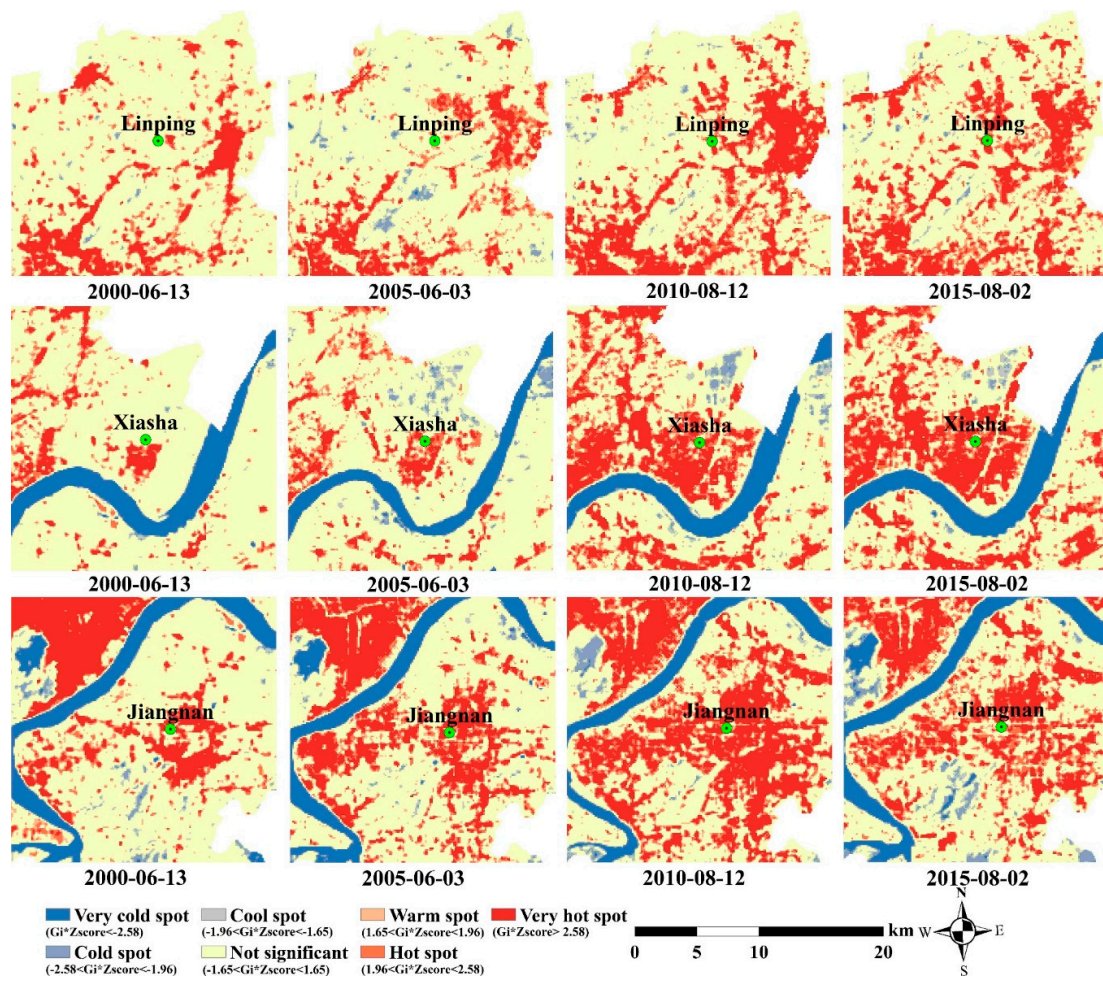 Linping Linping Linping Linping
2000-06-13 2005-06-03 2010-08-12 2015-08-02
Xiasha Xiasha Xiasha Xiasha
2000-06-13 2005-06-03 2010-08-12 2015-08-02
Jiangnan Jiangnan Jiangnan Jiangnan
2000-06-13 2005-06-03 2010-08-12 2015-08-02
Very cold spot Cool spot Warm spot Very hot spot
(Gi*Zscore<-2.58) (-1.96<Gi*Zscore<-1.65) (1.65<Gi*Zscore<1.96) (Gi*Zscore> 2.58)
Cold spot Not significant Hot spot
(-2.58<Gi*Zscore<-1.96) (-1.65<Gi*Zscore<1.65) (1.96<Gi*Zscore<2.58)
km
0 5 10 20
N
W E
S